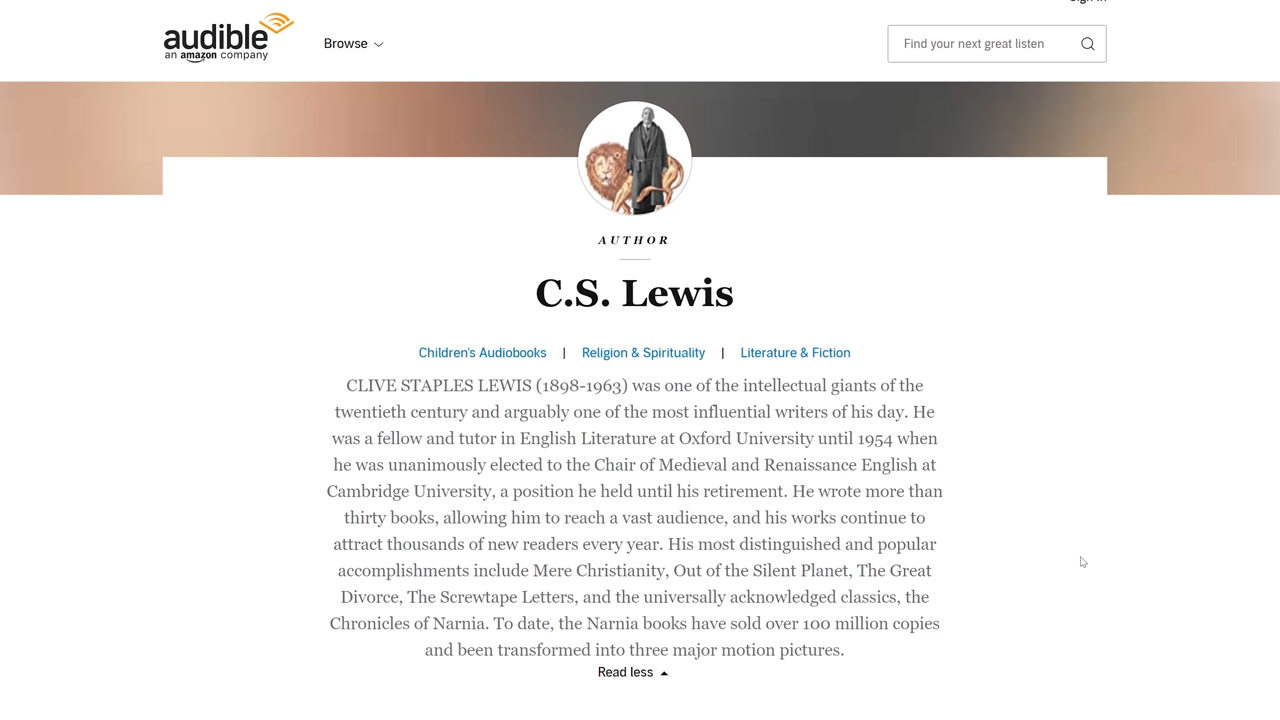 audible
an amazon company
Browse
Find your next great listen
AUTHOR
C.S. Lewis
Children's Audiobooks | Religion & Spirituality | Literature & Fiction
CLIVE STAPLES LEWIS (1898-1963) was one of the intellectual giants of the
twentieth century and arguably one of the most influential writers of his day. He
was a fellow and tutor in English Literature at Oxford University until 1954 when
he was unanimously elected to the Chair of Medieval and Renaissance English at
Cambridge University, a position he held until his retirement. He wrote more than
thirty books, allowing him to reach a vast audience, and his works continue to
attract thousands of new readers every year. His most distinguished and popular
accomplishments include Mere Christianity, Out of the Silent Planet, The Great
Divorce, The Screwtape Letters, and the universally acknowledged classics, the
Chronicles of Narnia. To date, the Narnia books have sold over 100 million copies
and been transformed into three major motion pictures.
Read less